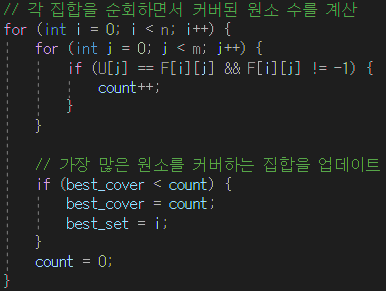 // 각 집합을 순회하면서 커버된 원소 수를 계산
for (int i = 0; i < n; i++) {
    for (int j = 0; j < m; j++) {
        if (U[j] == F[i][j] && F[i][j] != -1) {
            count++;
        }
    }

    // 가장 많은 원소를 커버하는 집합을 업데이트
    if (best_cover < count) {
        best_cover = count;
        best_set = i;
    }
    count = 0;
}